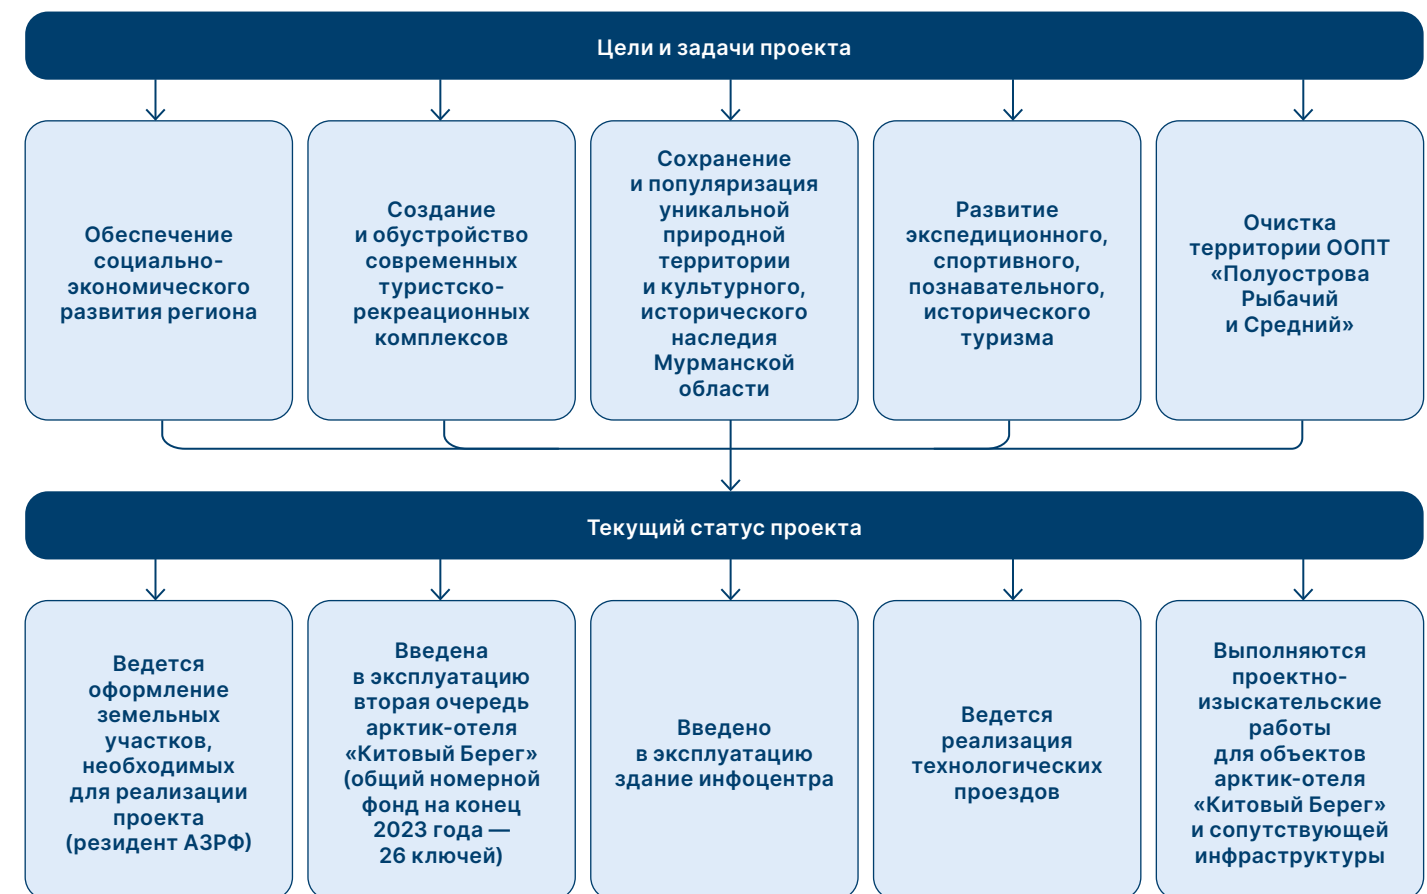 Цели и задачи проекта
Обеспечение
социально-
экономического
развития региона
Создание
и обустройство
современных
туристско-
рекреационных
комплексов
Сохранение
и популяризация
уникальной
природной
территории
и культурного,
исторического
наследия
Мурманской
области
Развитие
экспедиционного,
спортивного,
познавательного,
исторического
туризма
Очистка
территории ООПТ
«Полуострова
Рыбачий
и Средний»
Текущий статус проекта
Ведется
оформление
земельных
участков,
необходимых
для реализации
проекта
(резидент АЗРФ)
Введена
в эксплуатацию
вторая очередь
арктик-отеля
«Китовый Берег»
(общий номерной
фонд на конец
2023 года —
26 ключей)
Введено
в эксплуатацию
здание инфоцентра
Ведется
реализация
технологических
проездов
Выполняются
проектно-
изыскательские
работы
для объектов
арктик-отеля
«Китовый Берег»
и сопутствующей
инфраструктуры